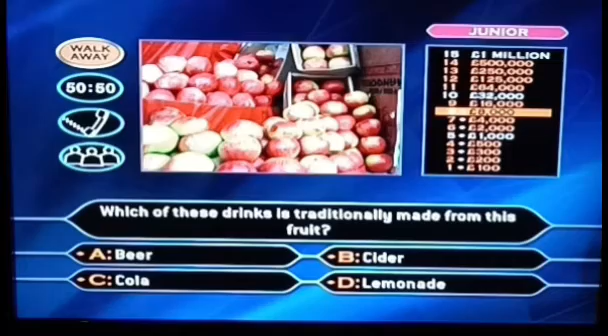 JUNIOR
WALK
AWAY
50:50
15 £1 MILLION
14 £500,000
13 £250,000
12 £125,000
11 £64,000
10 £32,000
9 £16,000
£8,000
7 • £4,000
6 • £2,000
5 • £1,000
4 • £500
3 • £300
2 • £200
1 • £100
Which of these drinks is traditionally made from this
fruit?
• A: Beer
• B: Cider
• C: Cola
• D: Lemonade